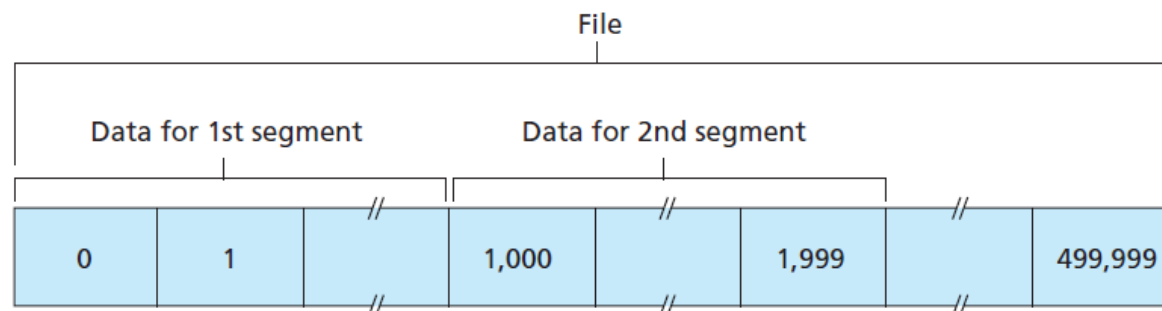 File
Data for 1st segment Data for 2nd segment
0 1 1,000 1,999 499,999